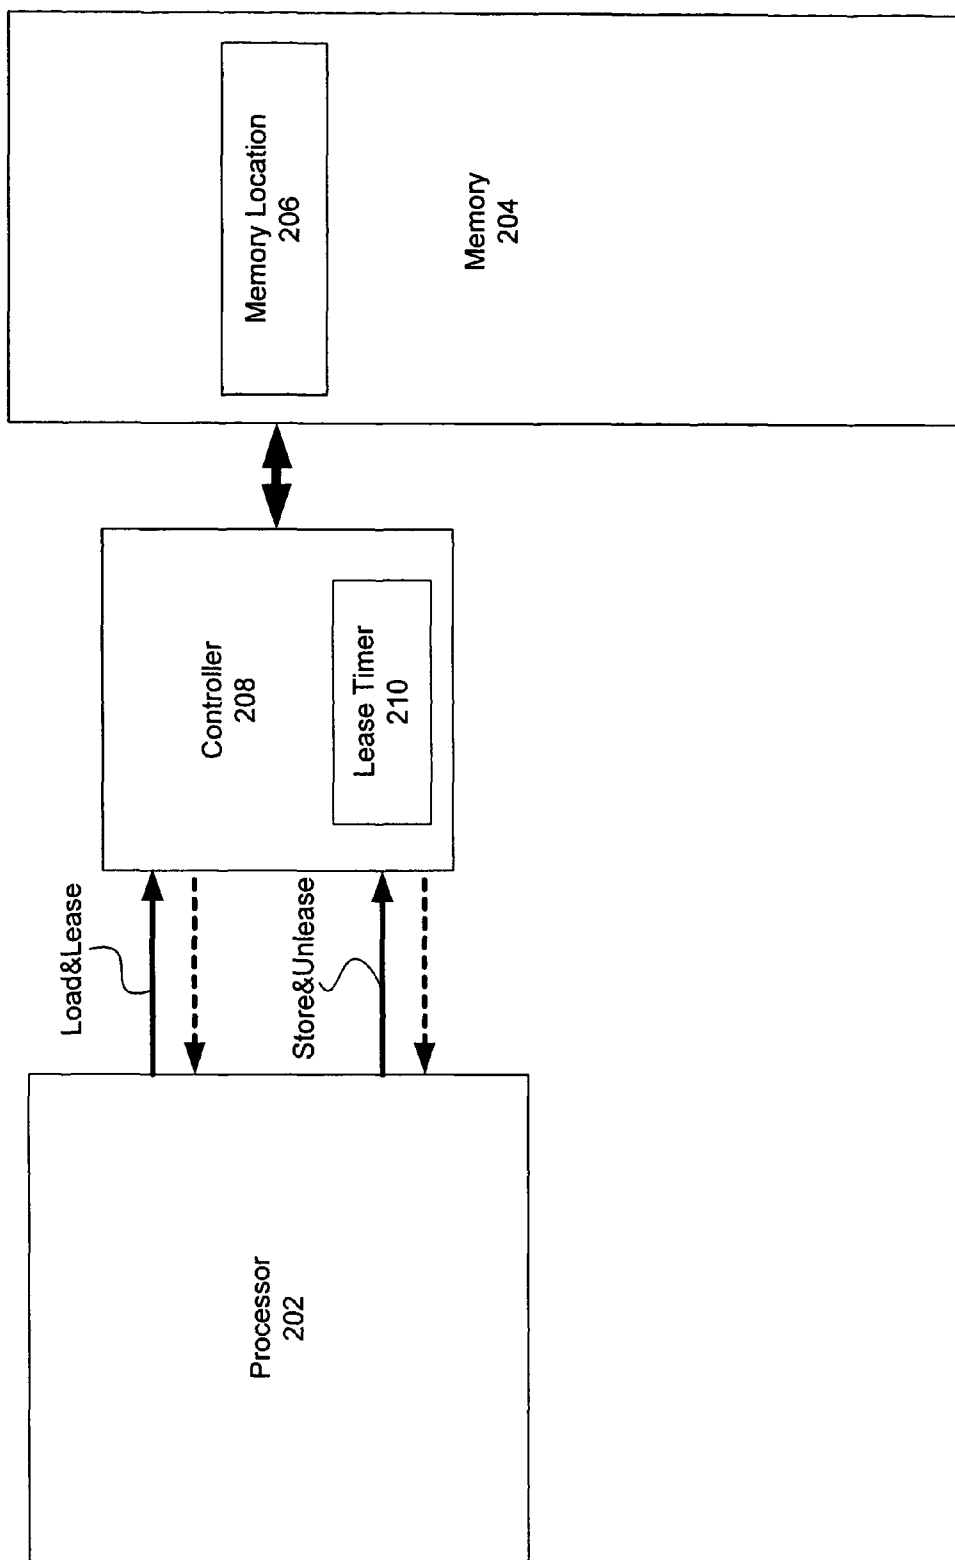 Processor
202
Load&Lease
Store&Unlease
Controller
208
Lease Timer
210
Memory Location
206
Memory
204